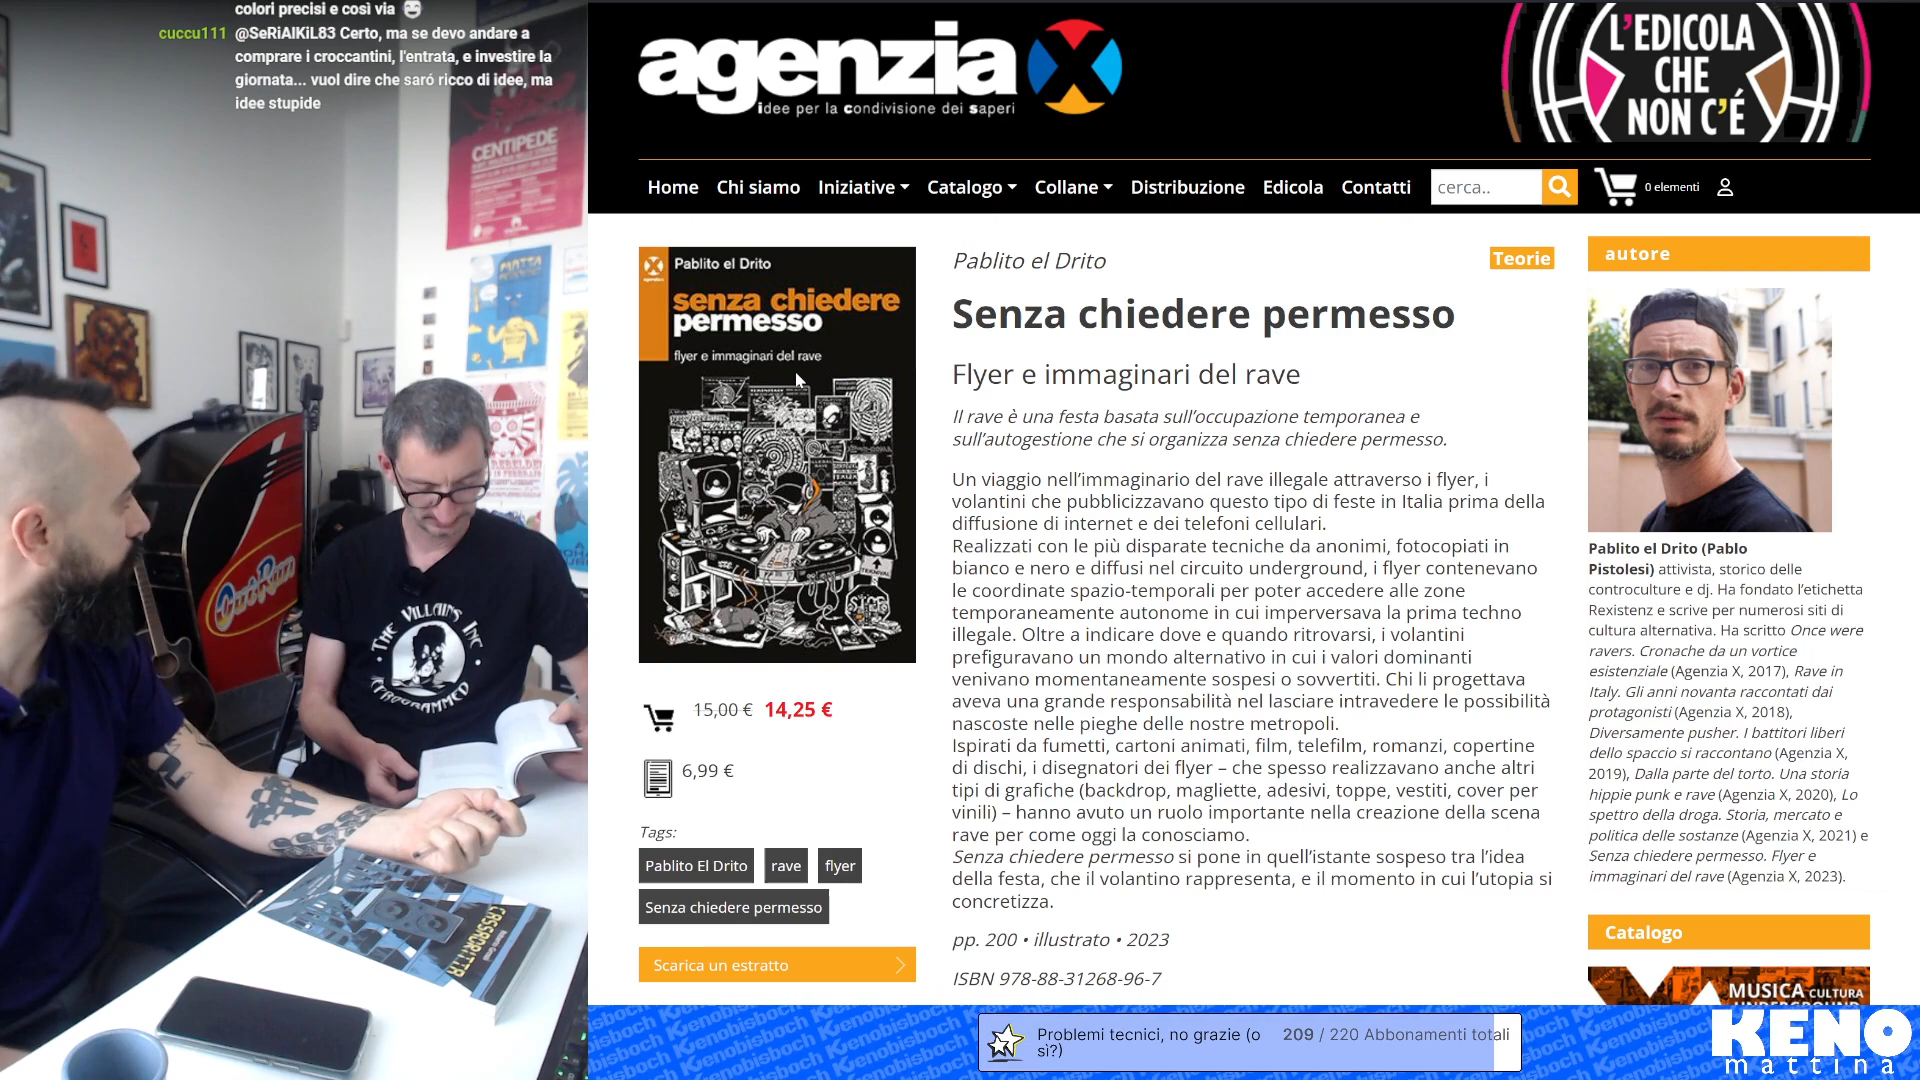 colori precisi e così via
cuccu111 @SeRiAlKiL83 Certo, ma se devo andare a
comprare i croccantini, l'entrata, e investire la
giornata... vuol dire che saró ricco di idee, ma
idee stupide
CENTIPEDE
OutRun
THE VILLAINS INC
REPROGRAMMED
CASSADRITTA
agenzia X
idee per la condivisione dei saperi
L'EDICOLA
CHE
NON C'É
Home Chi siamo Iniziative Catalogo Collane Distribuzione Edicola Contatti
cerca..
0 elementi
Pablito el Drito
senza chiedere
permesso
flyer e immaginari del rave
15,00 € 14,25 €
6,99 €
Tags:
Pablito El Drito rave flyer
Senza chiedere permesso
Scarica un estratto
Pablito el Drito
Teorie
Senza chiedere permesso
Flyer e immaginari del rave
Il rave è una festa basata sull'occupazione temporanea e
sull'autogestione che si organizza senza chiedere permesso.
Un viaggio nell'immaginario del rave illegale attraverso i flyer, i
volantini che pubblicizzavano questo tipo di feste in Italia prima della
diffusione di internet e dei telefoni cellulari.
Realizzati con le più disparate tecniche da anonimi, fotocopiati in
bianco e nero e diffusi nel circuito underground, i flyer contenevano
le coordinate spazio-temporali per poter accedere alle zone
temporaneamente autonome in cui imperversava la prima techno
illegale. Oltre a indicare dove e quando ritrovarsi, i volantini
prefiguravano un mondo alternativo in cui i valori dominanti
venivano momentaneamente sospesi o sovvertiti. Chi li progettava
aveva una grande responsabilità nel lasciare intravedere le possibilità
nascoste nelle pieghe delle nostre metropoli.
Ispirati da fumetti, cartoni animati, film, telefilm, romanzi, copertine
di dischi, i disegnatori dei flyer – che spesso realizzavano anche altri
tipi di grafiche (backdrop, magliette, adesivi, toppe, vestiti, cover per
vinili) – hanno avuto un ruolo importante nella creazione della scena
rave per come oggi la conosciamo.
Senza chiedere permesso si pone in quell'istante sospeso tra l'idea
della festa, che il volantino rappresenta, e il momento in cui l'utopia si
concretizza.
pp. 200 • illustrato • 2023
ISBN 978-88-31268-96-7
autore
Pablito el Drito (Pablo
Pistolesi) attivista, storico delle
controculture e dj. Ha fondato l'etichetta
Rexistenz e scrive per numerosi siti di
cultura alternativa. Ha scritto Once were
ravers. Cronache da un vortice
esistenziale (Agenzia X, 2017), Rave in
Italy. Gli anni novanta raccontati dai
protagonisti (Agenzia X, 2018),
Diversamente pusher. I battitori liberi
dello spaccio si raccontano (Agenzia X,
2019), Dalla parte del torto. Una storia
hippie punk e rave (Agenzia X, 2020), Lo
spettro della droga. Storia, mercato e
politica delle sostanze (Agenzia X, 2021) e
Senza chiedere permesso. Flyer e
immaginari del rave (Agenzia X, 2023).
Catalogo
MUSICA CULTURA
UNDERGROUND
Kenobisboch
Problemi tecnici, no grazie (o
sì?)
209 / 220 Abbonamenti totali
KENO
mattina